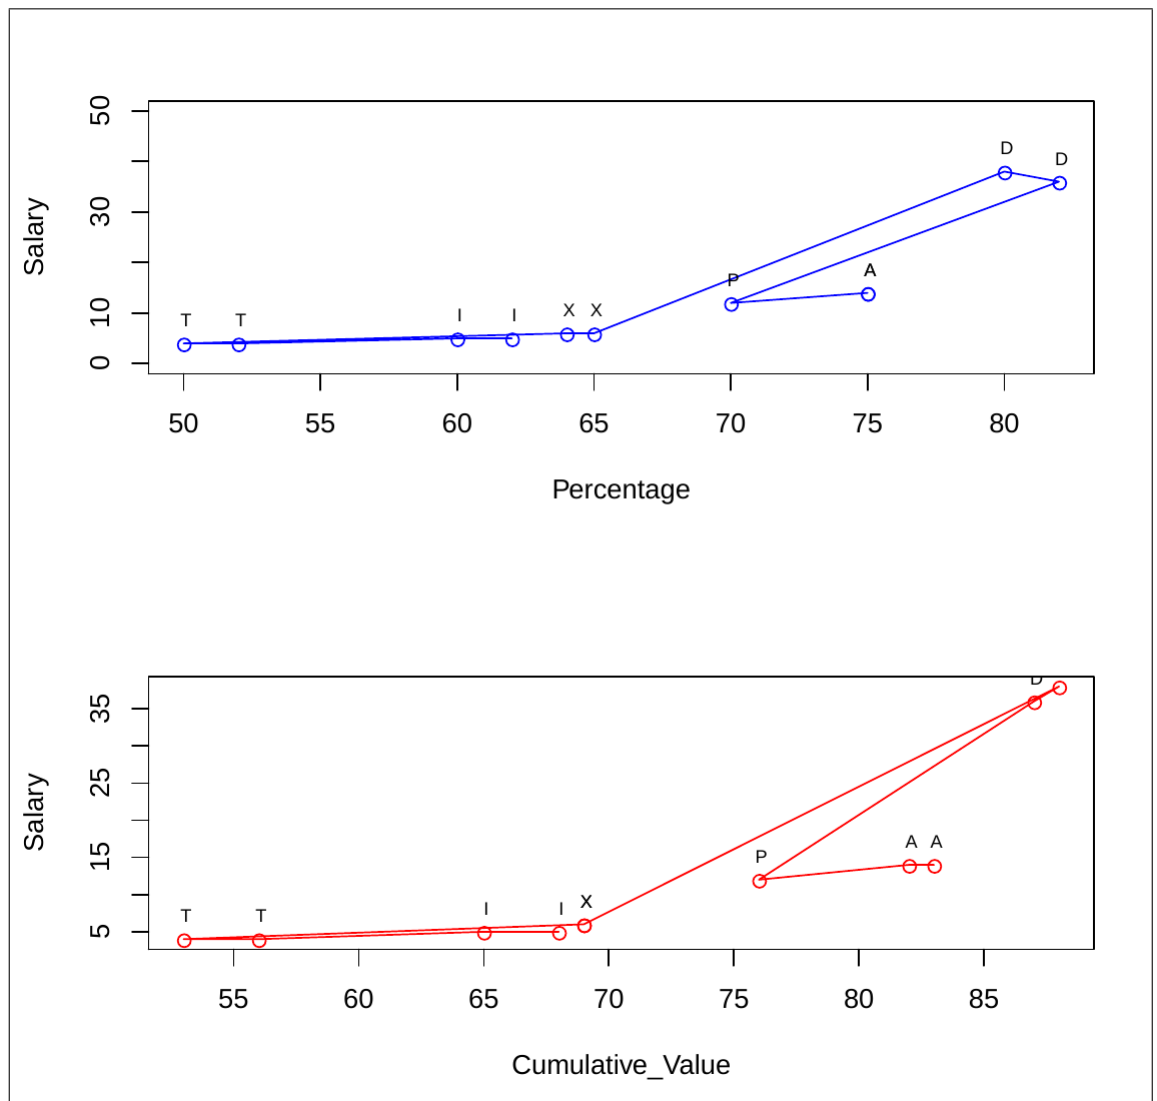 50
30
10
0
Salary
T T I I X X P A D D
50 55 60 65 70 75 80
Percentage
35
25
15
5
Salary
T T I I X P A A D
55 60 65 70 75 80 85
Cumulative_Value